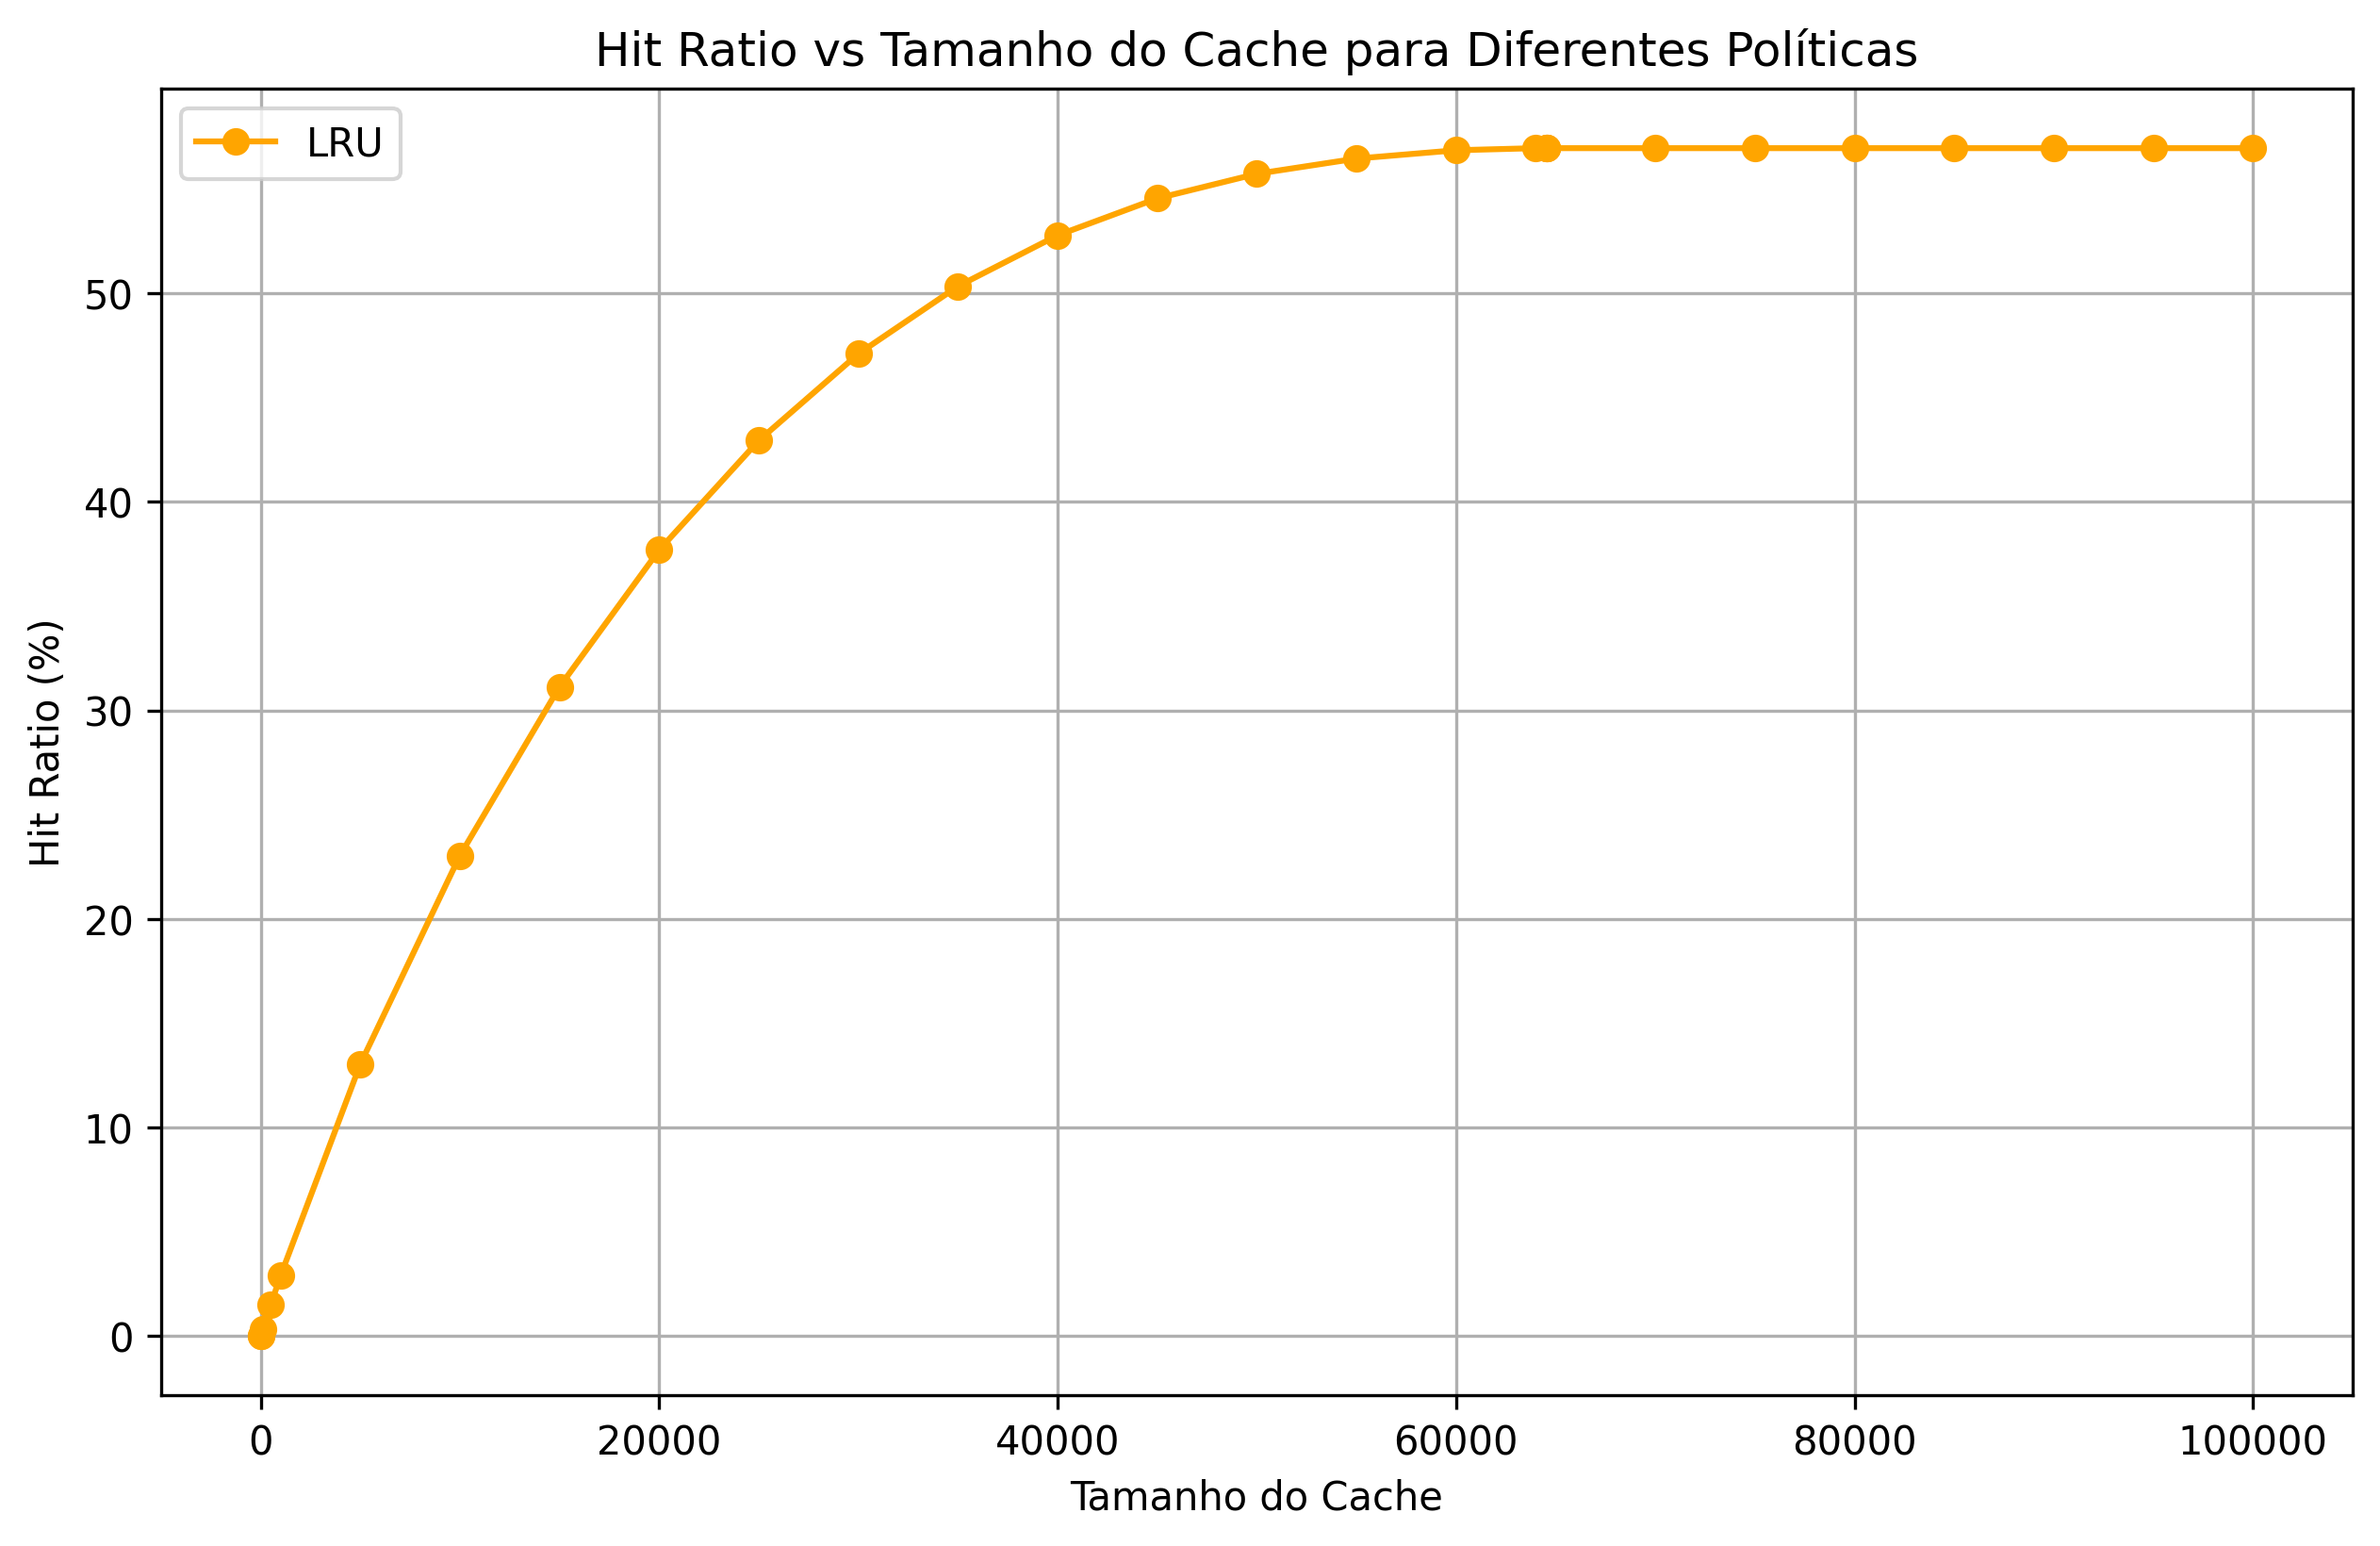 Hit Ratio vs Tamanho do Cache para Diferentes Políticas
LRU
Hit Ratio (%)
50
40
30
20
10
0
0 20000 40000 60000 80000 100000
Tamanho do Cache